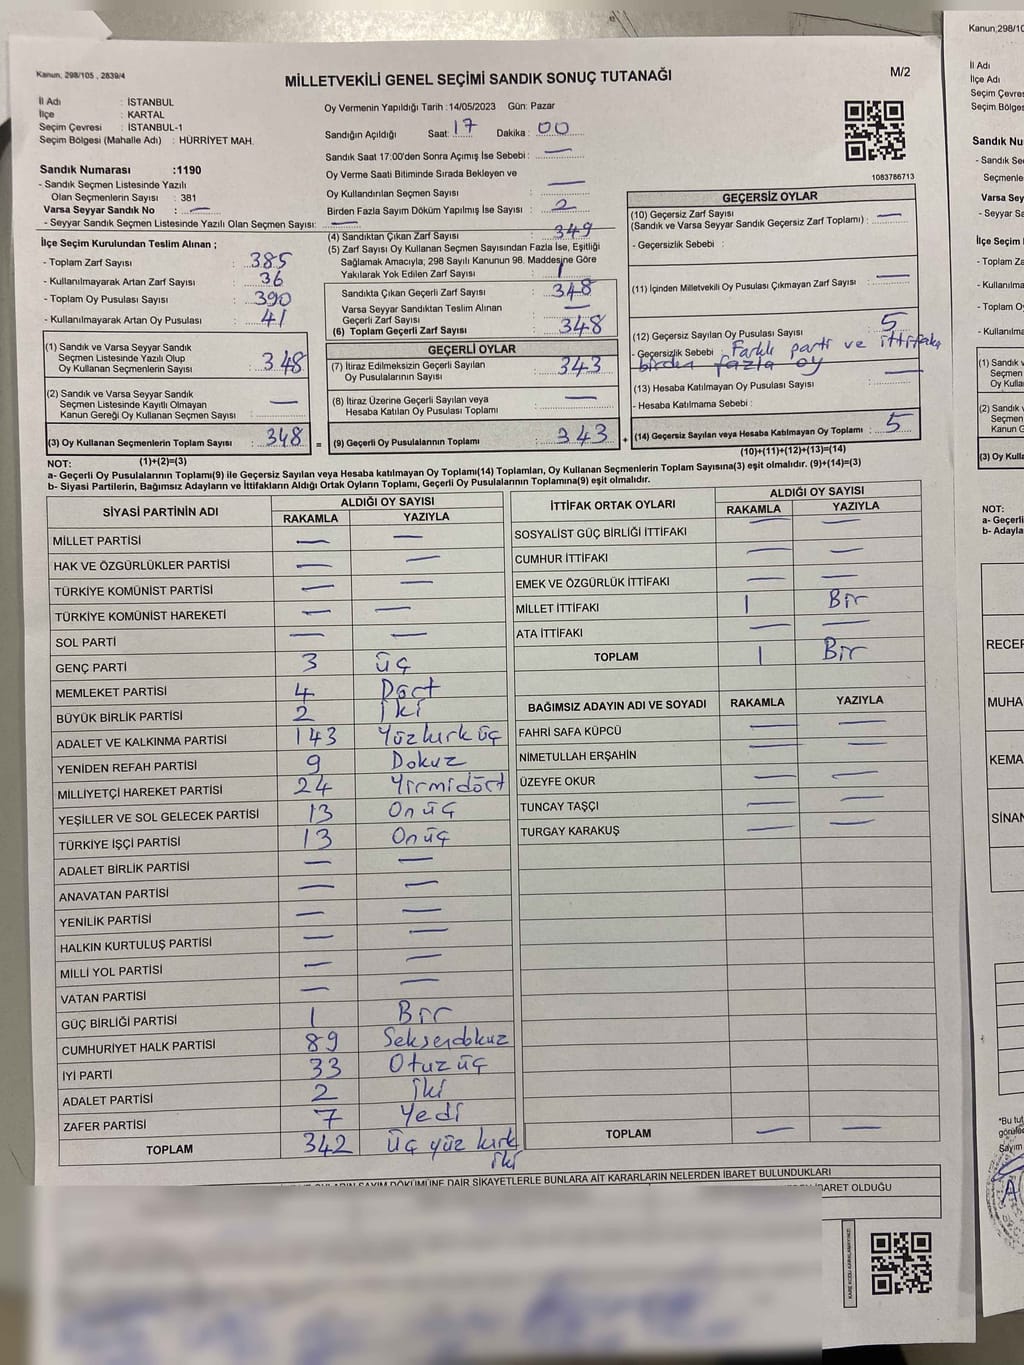 Kanun, 298/105 , 2839/4
MİLLETVEKİLİ GENEL SEÇİMİ SANDIK SONUÇ TUTANAĞI
M/2
İl Adı : İSTANBUL
İlçe : KARTAL
Seçim Çevresi : İSTANBUL-1
Seçim Bölgesi (Mahalle Adı) : HÜRRİYET MAH.
Sandık Numarası :1190
- Sandık Seçmen Listesinde Yazılı
Olan Seçmenlerin Sayısı : 381
Varsa Seyyar Sandık No : —
- Seyyar Sandık Seçmen Listesinde Yazılı Olan Seçmen Sayısı: —
İlçe Seçim Kurulundan Teslim Alınan ;
- Toplam Zarf Sayısı : 385
- Kullanılmayarak Artan Zarf Sayısı : 36
- Toplam Oy Pusulası Sayısı : 390
- Kullanılmayarak Artan Oy Pusulası : 41
(1) Sandık ve Varsa Seyyar Sandık
Seçmen Listesinde Yazılı Olup
Oy Kullanan Seçmenlerin Sayısı : 348
(2) Sandık ve Varsa Seyyar Sandık
Seçmen Listesinde Kayıtlı Olmayan
Kanun Gereği Oy Kullanan Seçmen Sayısı : —
(3) Oy Kullanan Seçmenlerin Toplam Sayısı : 348
(1)+(2)=(3)
Oy Vermenin Yapıldığı Tarih :14/05/2023 Gün: Pazar
Sandığın Açıldığı Saat: 17 Dakika : 00
Sandık Saat 17:00'den Sonra Açımış İse Sebebi : —
Oy Verme Saati Bitiminde Sırada Bekleyen ve
Oy Kullandırılan Seçmen Sayısı : —
Birden Fazla Sayım Döküm Yapılmış İse Sayısı : 2
(4) Sandıktan Çıkan Zarf Sayısı : 349
(5) Zarf Sayısı Oy Kullanan Seçmen Sayısından Fazla İse, Eşitliği
Sağlamak Amacıyla, 298 Sayılı Kanunun 98. Maddesine Göre
Yakılarak Yok Edilen Zarf Sayısı : 1
Sandıkta Çıkan Geçerli Zarf Sayısı : 348
Varsa Seyyar Sandıktan Teslim Alınan
Geçerli Zarf Sayısı : —
(6) Toplam Geçerli Zarf Sayısı : 348
GEÇERLİ OYLAR
(7) İtiraz Edilmeksizin Geçerli Sayılan
Oy Pusulalarının Sayısı : 343
(8) İtiraz Üzerine Geçerli Sayılan veya
Hesaba Katılan Oy Pusulası Toplamı : —
= (9) Geçerli Oy Pusulalarının Toplamı : 343 +
1083786713
GEÇERSİZ OYLAR
(10) Geçersiz Zarf Sayısı
(Sandık ve Varsa Seyyar Sandık Geçersiz Zarf Toplamı) : —
- Geçersizlik Sebebi :
(11) İçinden Milletvekili Oy Pusulası Çıkmayan Zarf Sayısı : —
(12) Geçersiz Sayılan Oy Pusulası Sayısı : 5
- Geçersizlik Sebebi : Farklı parti ve ittifaka
birden fazla oy
(13) Hesaba Katılmayan Oy Pusulası Sayısı : —
- Hesaba Katılmama Sebebi :
(14) Geçersiz Sayılan veya Hesaba Katılmayan Oy Toplamı : 5
(10)+(11)+(12)+(13)=(14)
NOT:
a- Geçerli Oy Pusulalarının Toplamı(9) ile Geçersiz Sayılan veya Hesaba katılmayan Oy Toplamı(14) Toplamları, Oy Kullanan Seçmenlerin Toplam Sayısına(3) eşit olmalıdır. (9)+(14)=(3)
b- Siyasi Partilerin, Bağımsız Adayların ve İttifakların Aldığı Ortak Oyların Toplamı, Geçerli Oy Pusulalarının Toplamına(9) eşit olmalıdır.
SİYASİ PARTİNİN ADI ALDIĞI OY SAYISI
RAKAMLA YAZIYLA
MİLLET PARTİSİ — —
HAK VE ÖZGÜRLÜKLER PARTİSİ — —
TÜRKİYE KOMÜNİST PARTİSİ — —
TÜRKİYE KOMÜNİST HAREKETİ — —
SOL PARTİ — —
GENÇ PARTİ 3 üç
MEMLEKET PARTİSİ 4 Dört
BÜYÜK BİRLİK PARTİSİ 2 iki
ADALET VE KALKINMA PARTİSİ 143 Yüzkırküç
YENİDEN REFAH PARTİSİ 9 Dokuz
MİLLİYETÇİ HAREKET PARTİSİ 24 Yirmidört
YEŞİLLER VE SOL GELECEK PARTİSİ 13 Onüç
TÜRKİYE İŞÇİ PARTİSİ 13 Onüç
ADALET BİRLİK PARTİSİ — —
ANAVATAN PARTİSİ — —
YENİLİK PARTİSİ — —
HALKIN KURTULUŞ PARTİSİ — —
MİLLİ YOL PARTİSİ — —
VATAN PARTİSİ — —
GÜÇ BİRLİĞİ PARTİSİ 1 Bir
CUMHURİYET HALK PARTİSİ 89 Seksendokuz
İYİ PARTİ 33 Otuzüç
ADALET PARTİSİ 2 iki
ZAFER PARTİSİ 7 Yedi
TOPLAM 342 üç yüz kırk
iki
İTTİFAK ORTAK OYLARI ALDIĞI OY SAYISI
RAKAMLA YAZIYLA
SOSYALİST GÜÇ BİRLİĞİ İTTİFAKI — —
CUMHUR İTTİFAKI — —
EMEK VE ÖZGÜRLÜK İTTİFAKI — —
MİLLET İTTİFAKI 1 Bir
ATA İTTİFAKI — —
TOPLAM 1 Bir
BAĞIMSIZ ADAYIN ADI VE SOYADI RAKAMLA YAZIYLA
FAHRİ SAFA KÜPCÜ — —
NİMETULLAH ERŞAHİN — —
ÜZEYFE OKUR — —
TUNCAY TAŞÇI — —
TURGAY KARAKUŞ — —
TOPLAM — —
DÖKÜMÜNE DAİR ŞİKAYETLERLE BUNLARA AİT KARARLARIN NELERDEN İBARET BULUNDUKLARI
İBARET OLDUĞU
Kanun,298/10
İl Adı
İlçe Adı
Seçim Çevres
Seçim Bölges
Sandık Nu
- Sandık Se
Seçmenle
Varsa Sey
- Seyyar S
İlçe Seçim
- Toplam Za
- Kullanılma
- Toplam O
- Kullanılma
(1) Sandık v
Seçmen
Oy Kulla
(2) Sandık
Seçmen
Kanun G
(3) Oy Kulla
NOT:
a- Geçerli
b- Adayla
RECEP
MUHA
KEMA
SİNAN
*Bu tut
Sayım